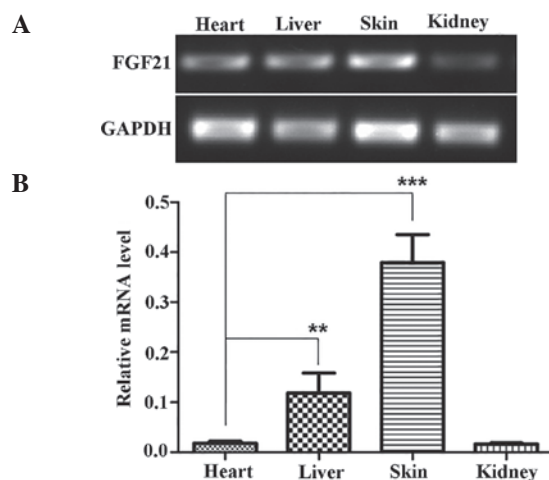 A
Heart Liver Skin Kidney
FGF21
GAPDH
B
Relative mRNA level
0.5
0.4
0.3
0.2
0.1
0.0
***
**
Heart Liver Skin Kidney